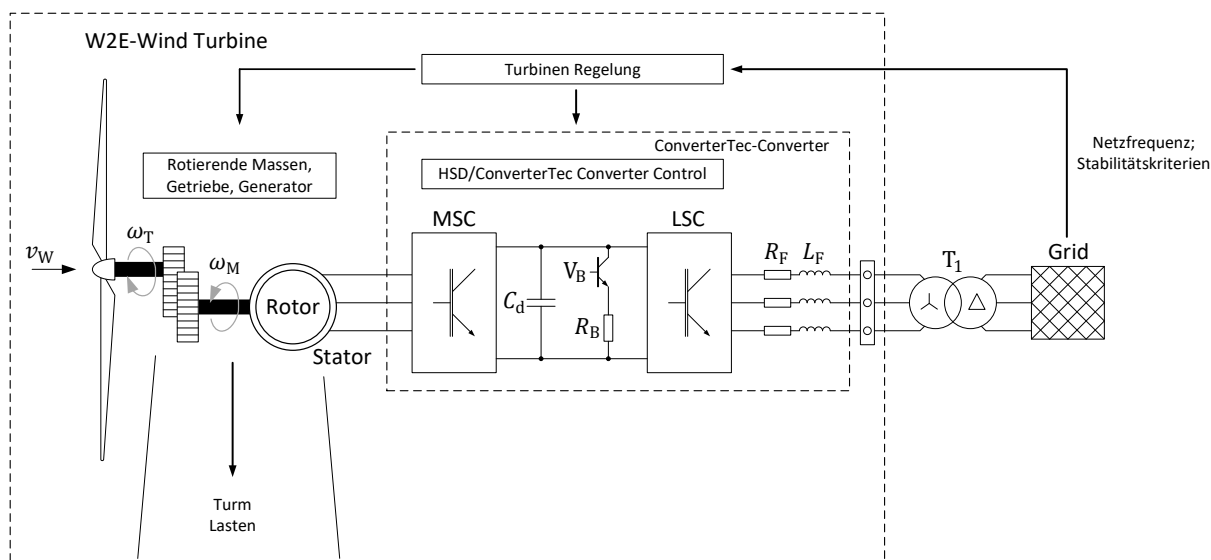 W2E-Wind Turbine
Turbinen Regelung
Netzfrequenz;
Stabilitätskriterien
ConverterTec-Converter
Rotierende Massen,
Getriebe, Generator
HSD/ConverterTec Converter Control
MSC
LSC
v_W
ω_T
ω_M
Rotor
Stator
C_d
V_B
R_B
R_F
L_F
T_1
Grid
Turm
Lasten